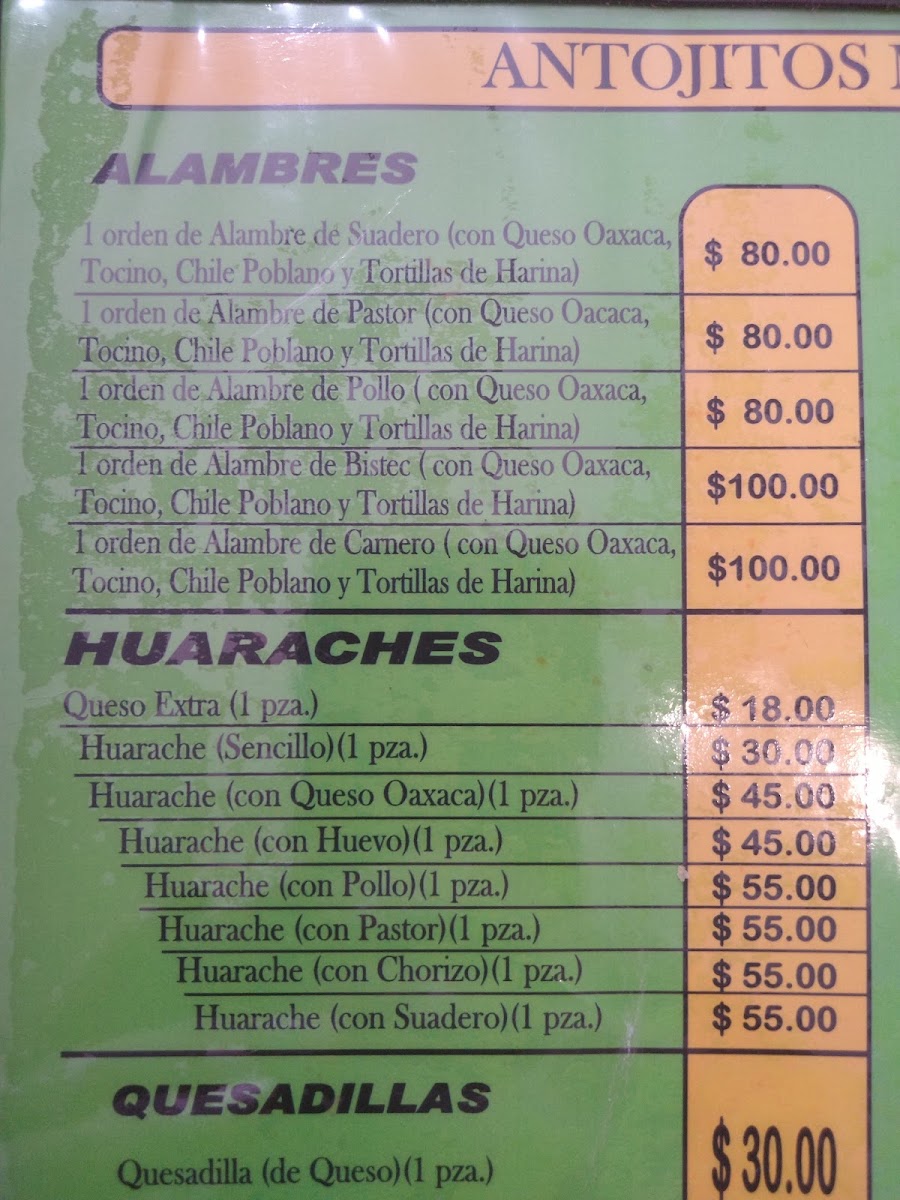 ANTOJITOS
ALAMBRES
1 orden de Alambre de Suadero (con Queso Oaxaca,
Tocino, Chile Poblano y Tortillas de Harina)
$ 80.00
1 orden de Alambre de Pastor (con Queso Oacaca,
Tocino, Chile Poblano y Tortillas de Harina)
$ 80.00
1 orden de Alambre de Pollo ( con Queso Oaxaca,
Tocino, Chile Poblano y Tortillas de Harina)
$ 80.00
1 orden de Alambre de Bistec ( con Queso Oaxaca,
Tocino, Chile Poblano y Tortillas de Harina)
$100.00
1 orden de Alambre de Carnero ( con Queso Oaxaca,
Tocino, Chile Poblano y Tortillas de Harina)
$100.00
HUARACHES
Queso Extra (1 pza.) $ 18.00
Huarache (Sencillo)(1 pza.) $ 30.00
Huarache (con Queso Oaxaca)(1 pza.) $ 45.00
Huarache (con Huevo)(1 pza.) $ 45.00
Huarache (con Pollo)(1 pza.) $ 55.00
Huarache (con Pastor)(1 pza.) $ 55.00
Huarache (con Chorizo)(1 pza.) $ 55.00
Huarache (con Suadero)(1 pza.) $ 55.00
QUESADILLAS
Quesadilla (de Queso)(1 pza.) $ 30.00